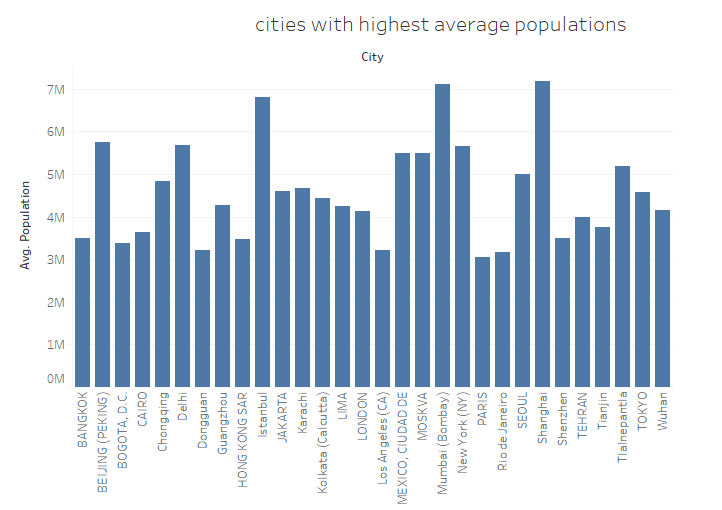 cities with highest average populations
City
Avg. Population
7M
6M
5M
4M
3M
2M
1M
0M
BANGKOK
BEIJING (PEKING)
BOGOTA, D.C.
CAIRO
Chongqing
Delhi
Dongguan
Guangzhou
HONG KONG SAR
Istanbul
JAKARTA
Karachi
Kolkata (Calcutta)
LIMA
LONDON
Los Angeles (CA)
MEXICO, CIUDAD DE
MOSKVA
Mumbai (Bombay)
New York (NY)
PARIS
Rio de Janeiro
SEOUL
Shanghai
Shenzhen
TEHRAN
Tianjin
Tlalnepantla
TOKYO
Wuhan